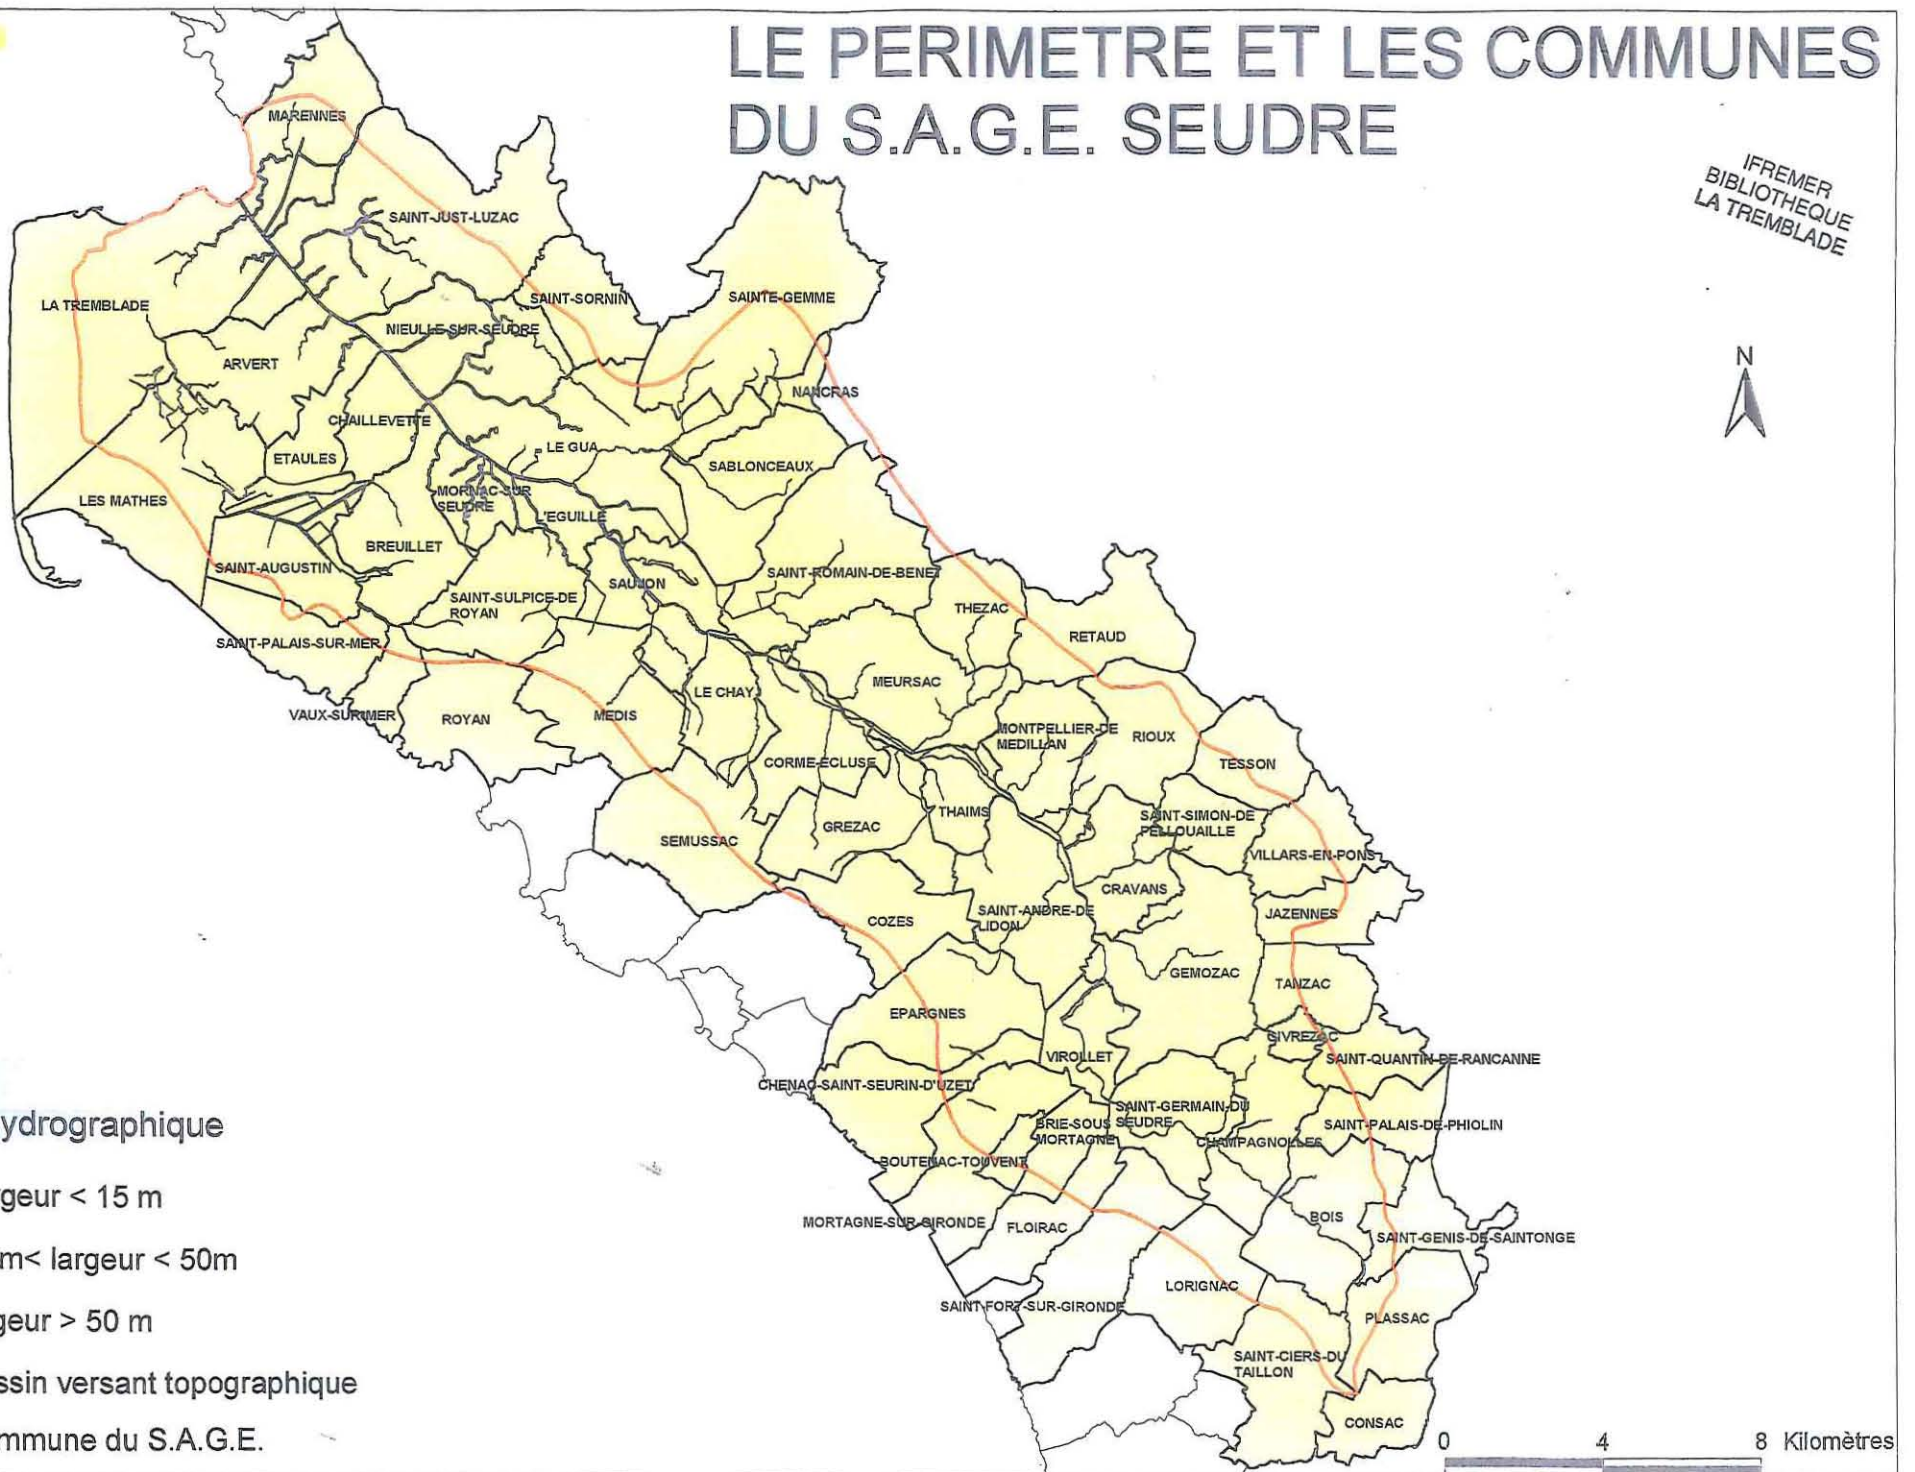 LE PERIMETRE ET LES COMMUNES
DU S.A.G.E. SEUDRE
IFREMER
BIBLIOTHEQUE
LA TREMBLADE
N
MARENNES
SAINT-JUST-LUZAC
LA TREMBLADE
SAINT-SORNIN
SAINTE-GEMME
NIEULLE-SUR-SEUDRE
ARVERT
NANCRAS
CHAILLEVETTE
LE GUA
ETAULES
SABLONCEAUX
LES MATHES
MORNAC-SUR
SEUDRE
L'EGUILLE
BREUILLET
SAINT-AUGUSTIN
SAUJON
SAINT-ROMAIN-DE-BENET
SAINT-SULPICE-DE
ROYAN
THEZAC
RETAUD
SAINT-PALAIS-SUR-MER
MEURSAC
LE CHAY
VAUX-SUR-MER
ROYAN
MEDIS
MONTPELLIER-DE
MEDILLAN
RIOUX
CORME-ECLUSE
TESSON
THAIMS
SAINT-SIMON-DE
PELLOUAILLE
GREZAC
SEMUSSAC
VILLARS-EN-PONS
CRAVANS
JAZENNES
COZES
SAINT-ANDRE-DE
LIDON
GEMOZAC
TANZAC
EPARGNES
GIVREZAC
VIROLLET
SAINT-QUANTIN-DE-RANCANNE
CHENAC-SAINT-SEURIN-D'UZET
SAINT-GERMAIN-DU
SEUDRE
BRIE-SOUS
MORTAGNE
SAINT-PALAIS-DE-PHIOLIN
CHAMPAGNOLLES
BOUTENAC-TOUVENT
MORTAGNE-SUR-GIRONDE
FLOIRAC
BOIS
SAINT-GENIS-DE-SAINTONGE
LORIGNAC
SAINT-FORT-SUR-GIRONDE
PLASSAC
SAINT-CIERS-DU
TAILLON
CONSAC
ydrographique
geur < 15 m
m< largeur < 50m
geur > 50 m
ssin versant topographique
mmune du S.A.G.E.
0 4 8 Kilomètres